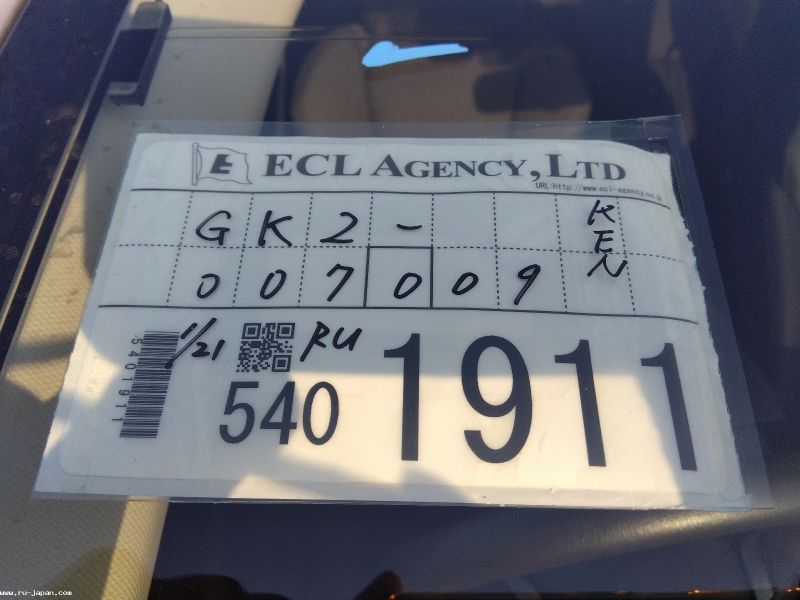 E ECL AGENCY, LTD
URL:http://www.ecl-agency.co.jp
GK2- KEN
007009
1/21 RU
5401911
540 1911
www.ru-japan.com